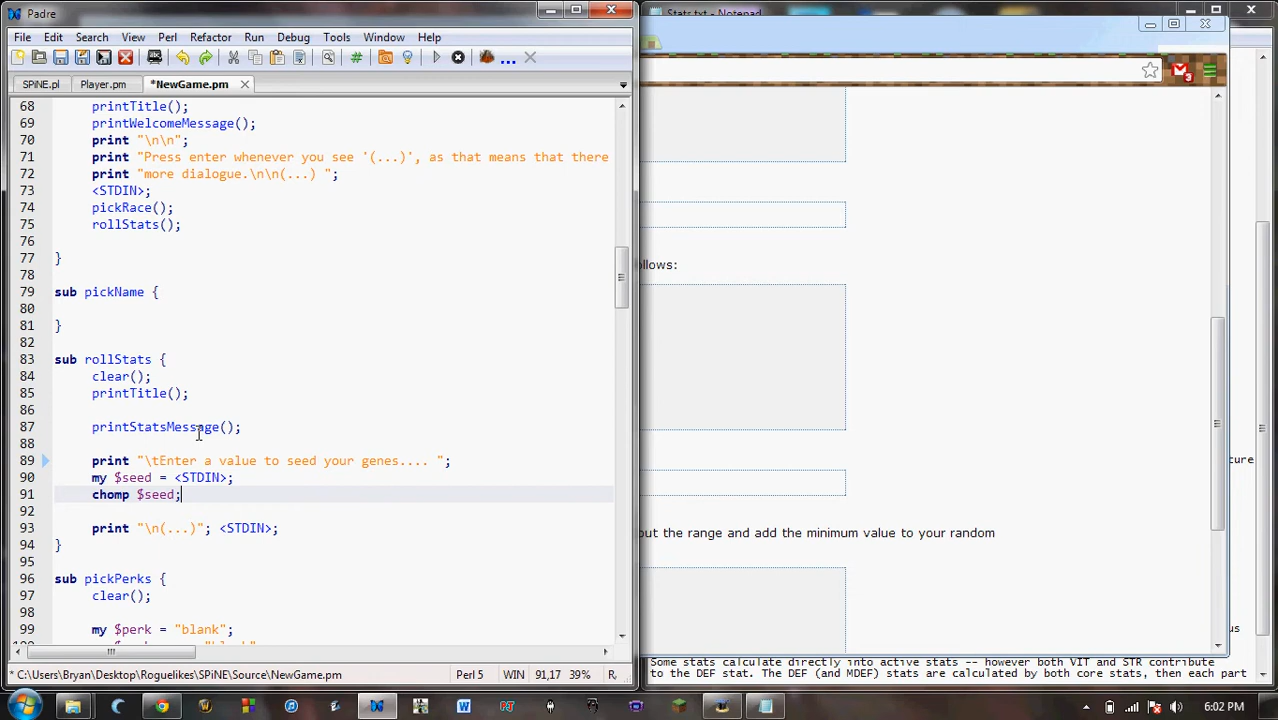 Padre
Stats.txt - Notepad
File Edit Search View Perl Refactor Run Debug Tools Window Help
SPiNE.pl Player.pm *NewGame.pm
68 printTitle();
69 printWelcomeMessage();
70 print "\n\n";
71 print "Press enter whenever you see '(...)', as that means that there
72 print "more dialogue.\n\n(...) ";
73 <STDIN>;
74 pickRace();
75 rollStats();
76
77 }
78
79 sub pickName {
80
81 }
82
83 sub rollStats {
84 clear();
85 printTitle();
86
87 printStatsMessage();
88
89 print "\tEnter a value to seed your genes.... ";
90 my $seed = <STDIN>;
91 chomp $seed;
92
93 print "\n(...)"; <STDIN>;
94 }
95
96 sub pickPerks {
97 clear();
98
99 my $perk = "blank";
*C:\Users\Bryan\Desktop\Roguelikes\SPiNE\Source\NewGame.pm Perl 5 WIN 91,17 39% R
3
ollows:
cture
out the range and add the minimum value to your random
us
Some stats calculate directly into active stats -- however both VIT and STR contribute
to the DEF stat. The DEF (and MDEF) stats are calculated by both core stats, then each part
6:02 PM